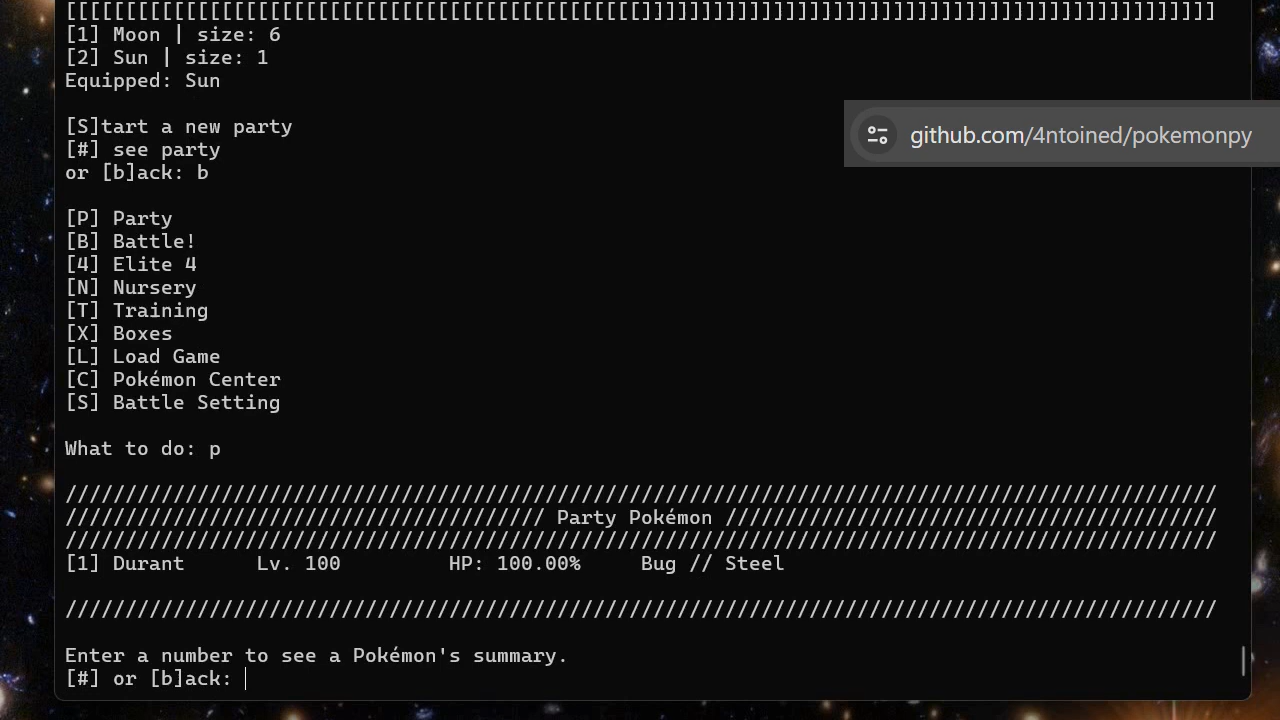 [[[[[[[[[[[[[[[[[[[[[[[[[[[[[[[[[[[[[[[[[[[[[[[[]]]]]]]]]]]]]]]]]]]]]]]]]]]]]]]]]]]]]]]]]]]]]]]]
[1] Moon | size: 6
[2] Sun | size: 1
Equipped: Sun
[S]tart a new party
github.com/4ntoined/pokemonpy
[#] see party
or [b]ack: b
[P] Party
[B] Battle!
[4] Elite 4
[N] Nursery
[T] Training
[X] Boxes
[L] Load Game
[C] Pokémon Center
[S] Battle Setting
What to do: p
////////////////////////////////////////////////////////////////////////////////////////////////
//////////////////////////////////////// Party Pokémon /////////////////////////////////////////
////////////////////////////////////////////////////////////////////////////////////////////////
[1] Durant      Lv. 100         HP: 100.00%     Bug // Steel
////////////////////////////////////////////////////////////////////////////////////////////////
Enter a number to see a Pokémon's summary.
[#] or [b]ack: